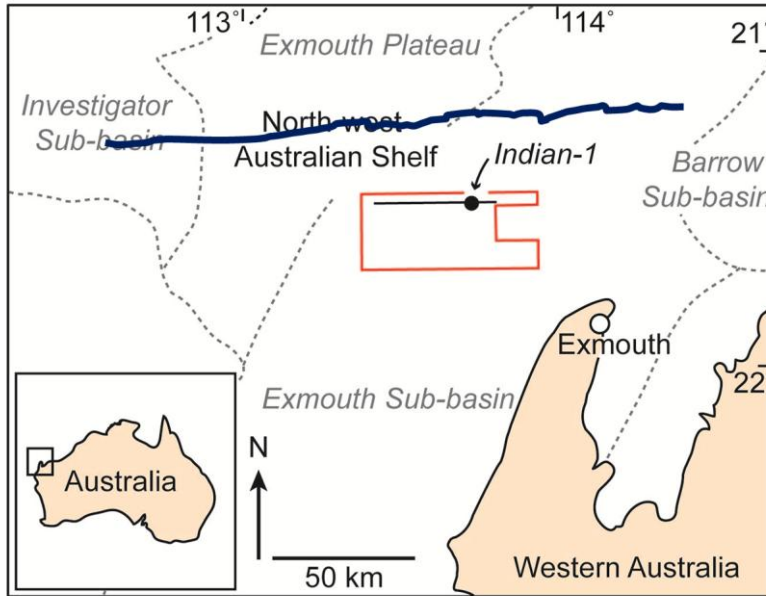 113°
114°
21°
Exmouth Plateau
Investigator
Sub-basin
North-west
Australian Shelf
Indian-1
Barrow
Sub-basin
Exmouth
22
Exmouth Sub-basin
N
Australia
50 km
Western Australia